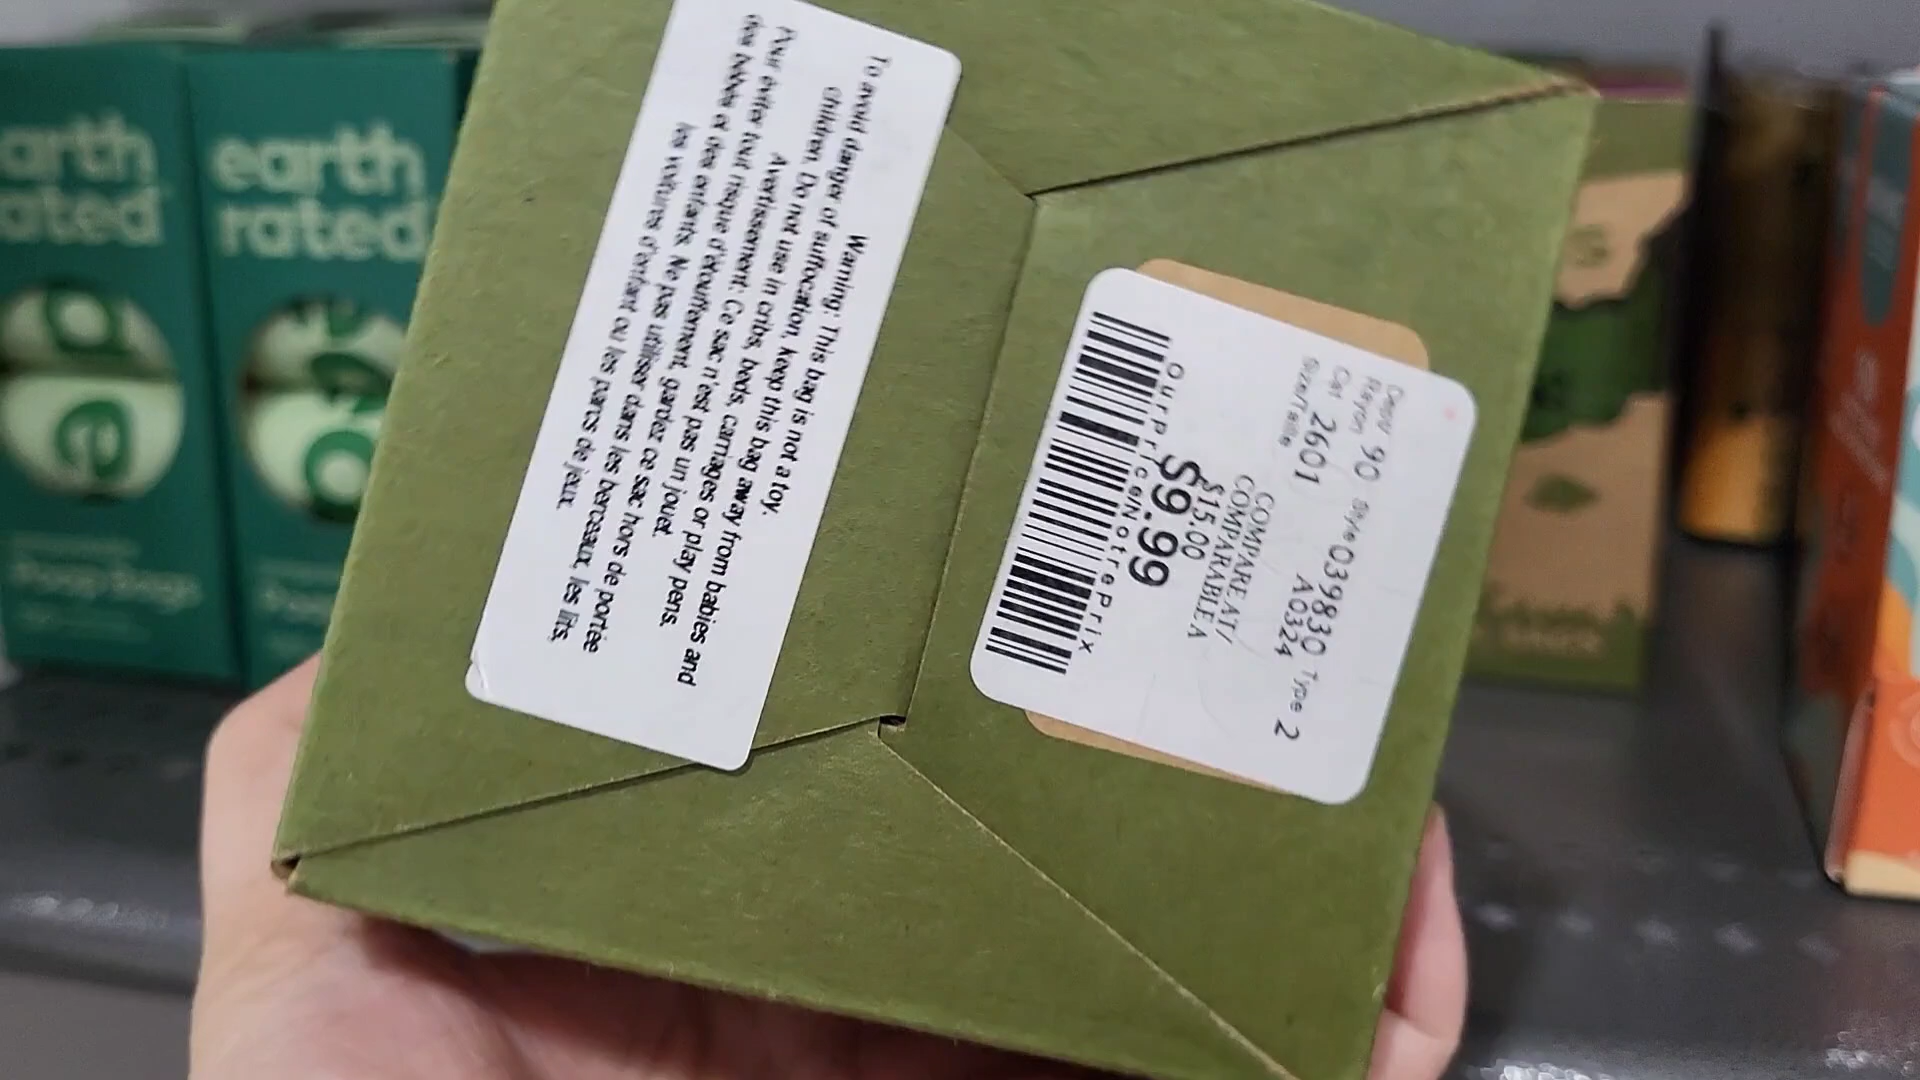 Warning: This bag is not a toy.
To avoid danger of suffocation, keep this bag away from babies and
children. Do not use in cribs, beds, carriages or play pens.
Avertissement: Ce sac n'est pas un jouet.
Pour éviter tout risque d'étouffement, gardez ce sac hors de portée
des bébés et des enfants. Ne pas utiliser dans les berceaux, les lits,
les voitures d'enfant ou les parcs de jeux.
Dept/ 90 Style 039830 Type 2
Rayon
Cat 2601 A0324
Size/Taille
COMPARE AT/
COMPARABLE A
$15.00
$9.99
Our price/Notre prix
earth
rated
earth
rated
Poop Bags